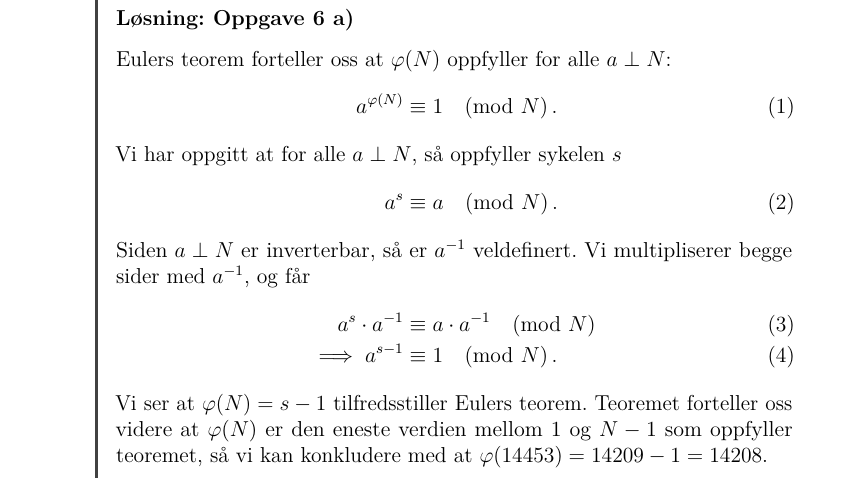 Løsning: Oppgave 6 a)
Eulers teorem forteller oss at φ(N) oppfyller for alle a ⊥ N:
a^{φ(N)} ≡ 1 (mod N) . (1)
Vi har oppgitt at for alle a ⊥ N, så oppfyller sykelen s
a^s ≡ a (mod N) . (2)
Siden a ⊥ N er inverterbar, så er a^{−1} veldefinert. Vi multipliserer begge
sider med a^{−1}, og får
a^s · a^{−1} ≡ a · a^{−1} (mod N) (3)
⟹ a^{s−1} ≡ 1 (mod N) . (4)
Vi ser at φ(N) = s − 1 tilfredsstiller Eulers teorem. Teoremet forteller oss
videre at φ(N) er den eneste verdien mellom 1 og N − 1 som oppfyller
teoremet, så vi kan konkludere med at φ(14453) = 14209 − 1 = 14208.